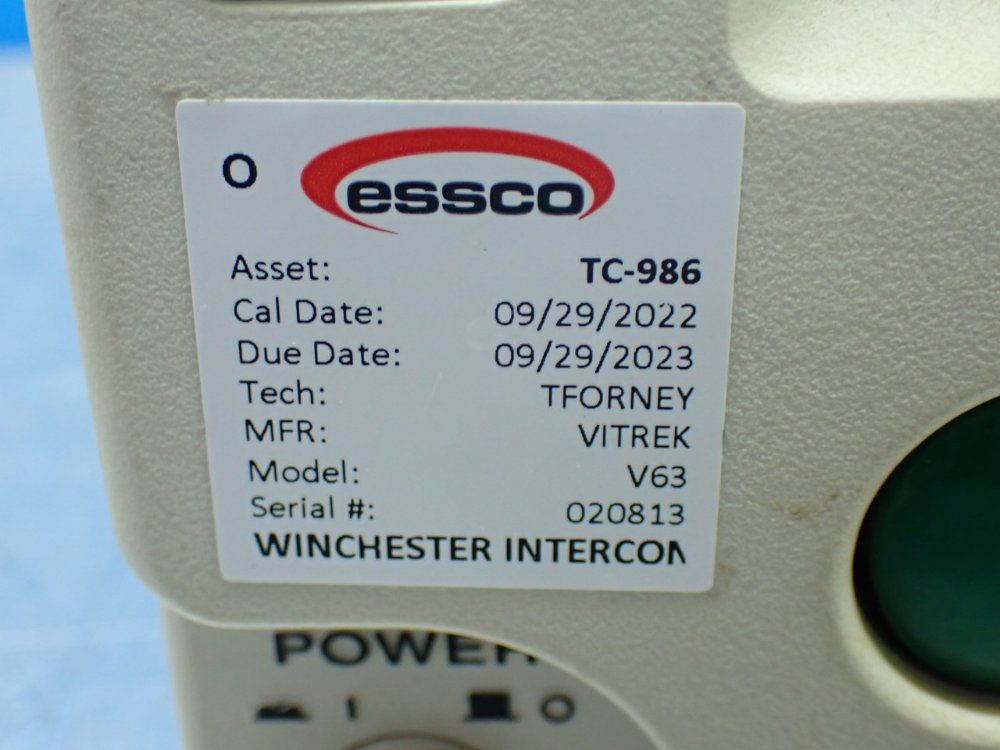 O essco
Asset: TC-986
Cal Date: 09/29/2022
Due Date: 09/29/2023
Tech: TFORNEY
MFR: VITREK
Model: V63
Serial #: 020813
WINCHESTER INTERCON
POWER
I O